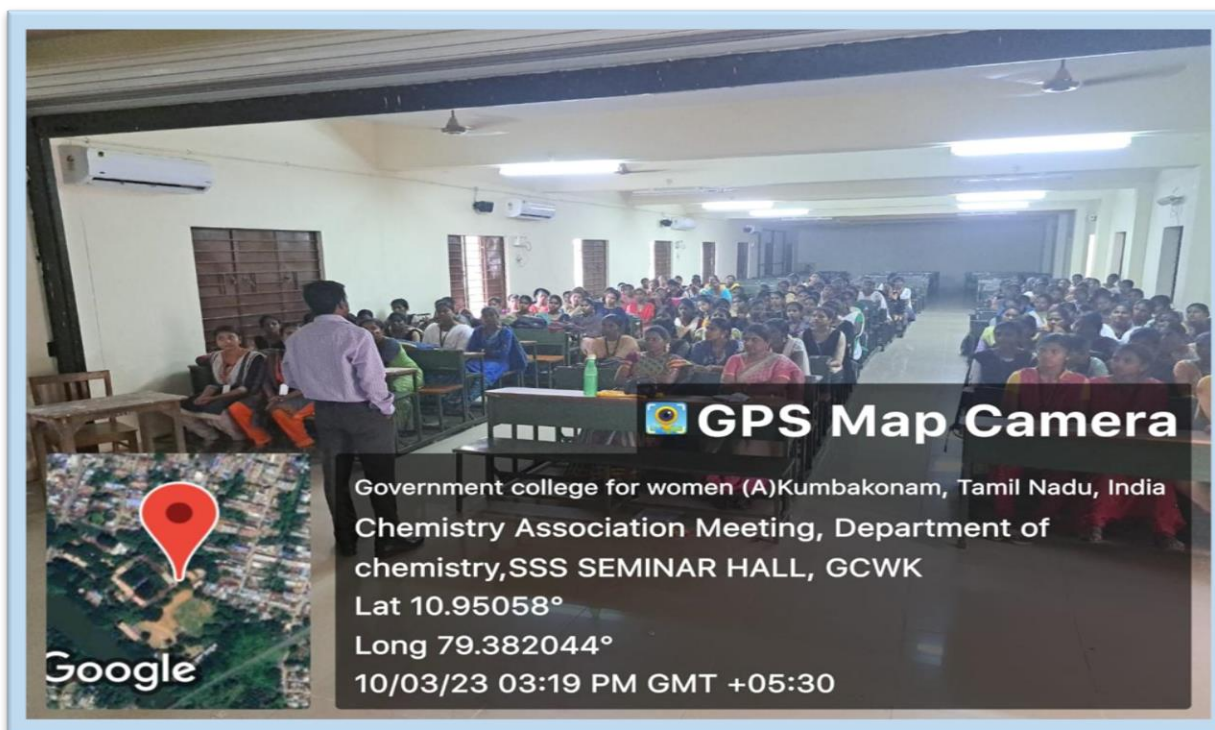 GPS Map Camera
Government college for women (A)Kumbakonam, Tamil Nadu, India
Chemistry Association Meeting, Department of
chemistry,SSS SEMINAR HALL, GCWK
Lat 10.95058°
Long 79.382044°
10/03/23 03:19 PM GMT +05:30
Google